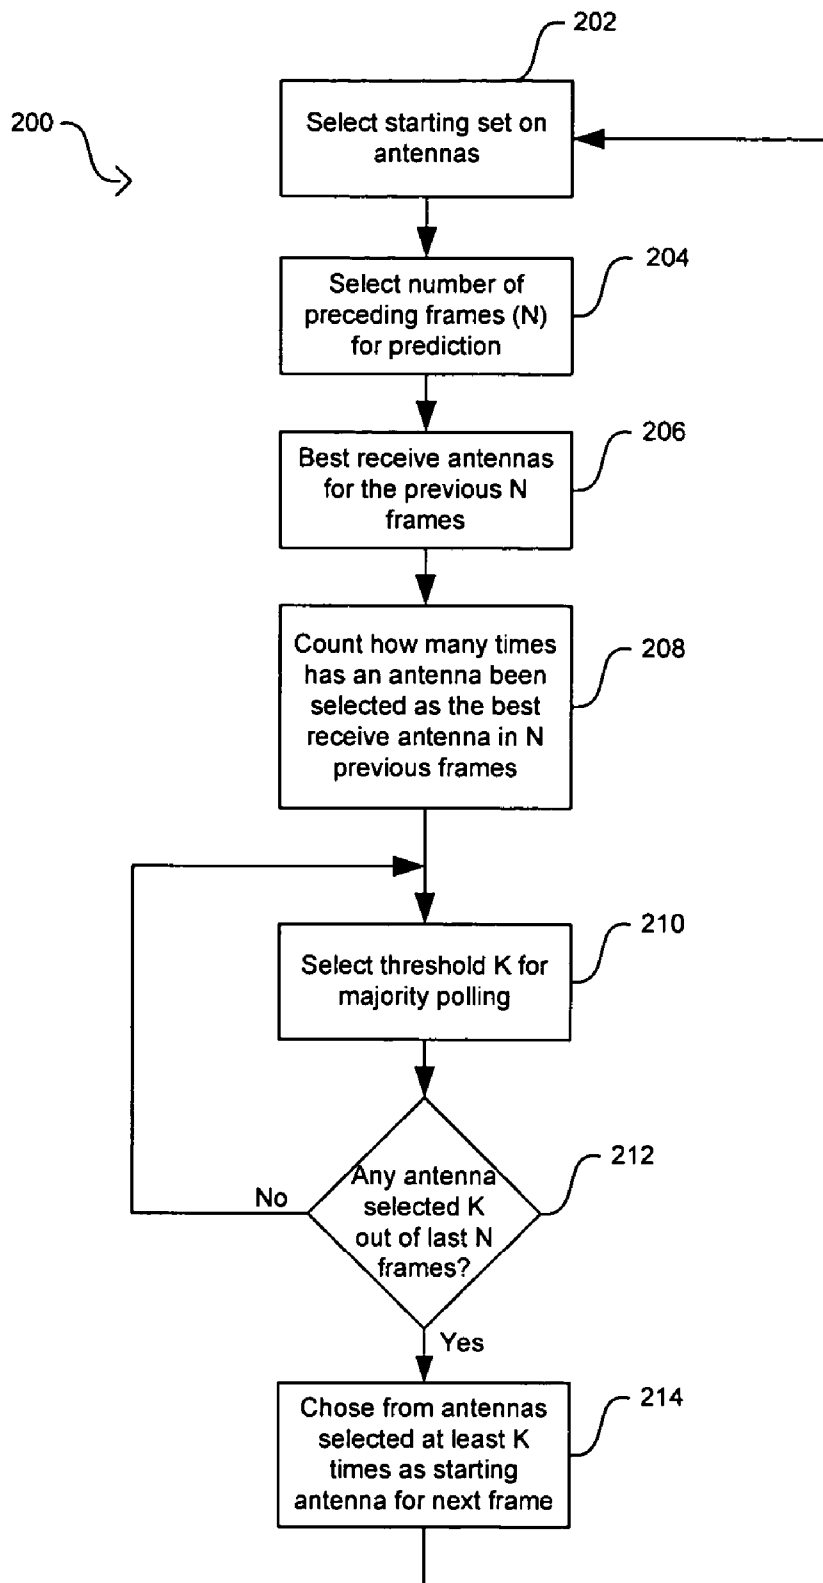 202
200
Select starting set on
antennas
204
Select number of
preceding frames (N)
for prediction
206
Best receive antennas
for the previous N
frames
208
Count how many times
has an antenna been
selected as the best
receive antenna in N
previous frames
210
Select threshold K for
majority polling
212
Any antenna
selected K
out of last N
frames?
No
Yes
214
Chose from antennas
selected at least K
times as starting
antenna for next frame